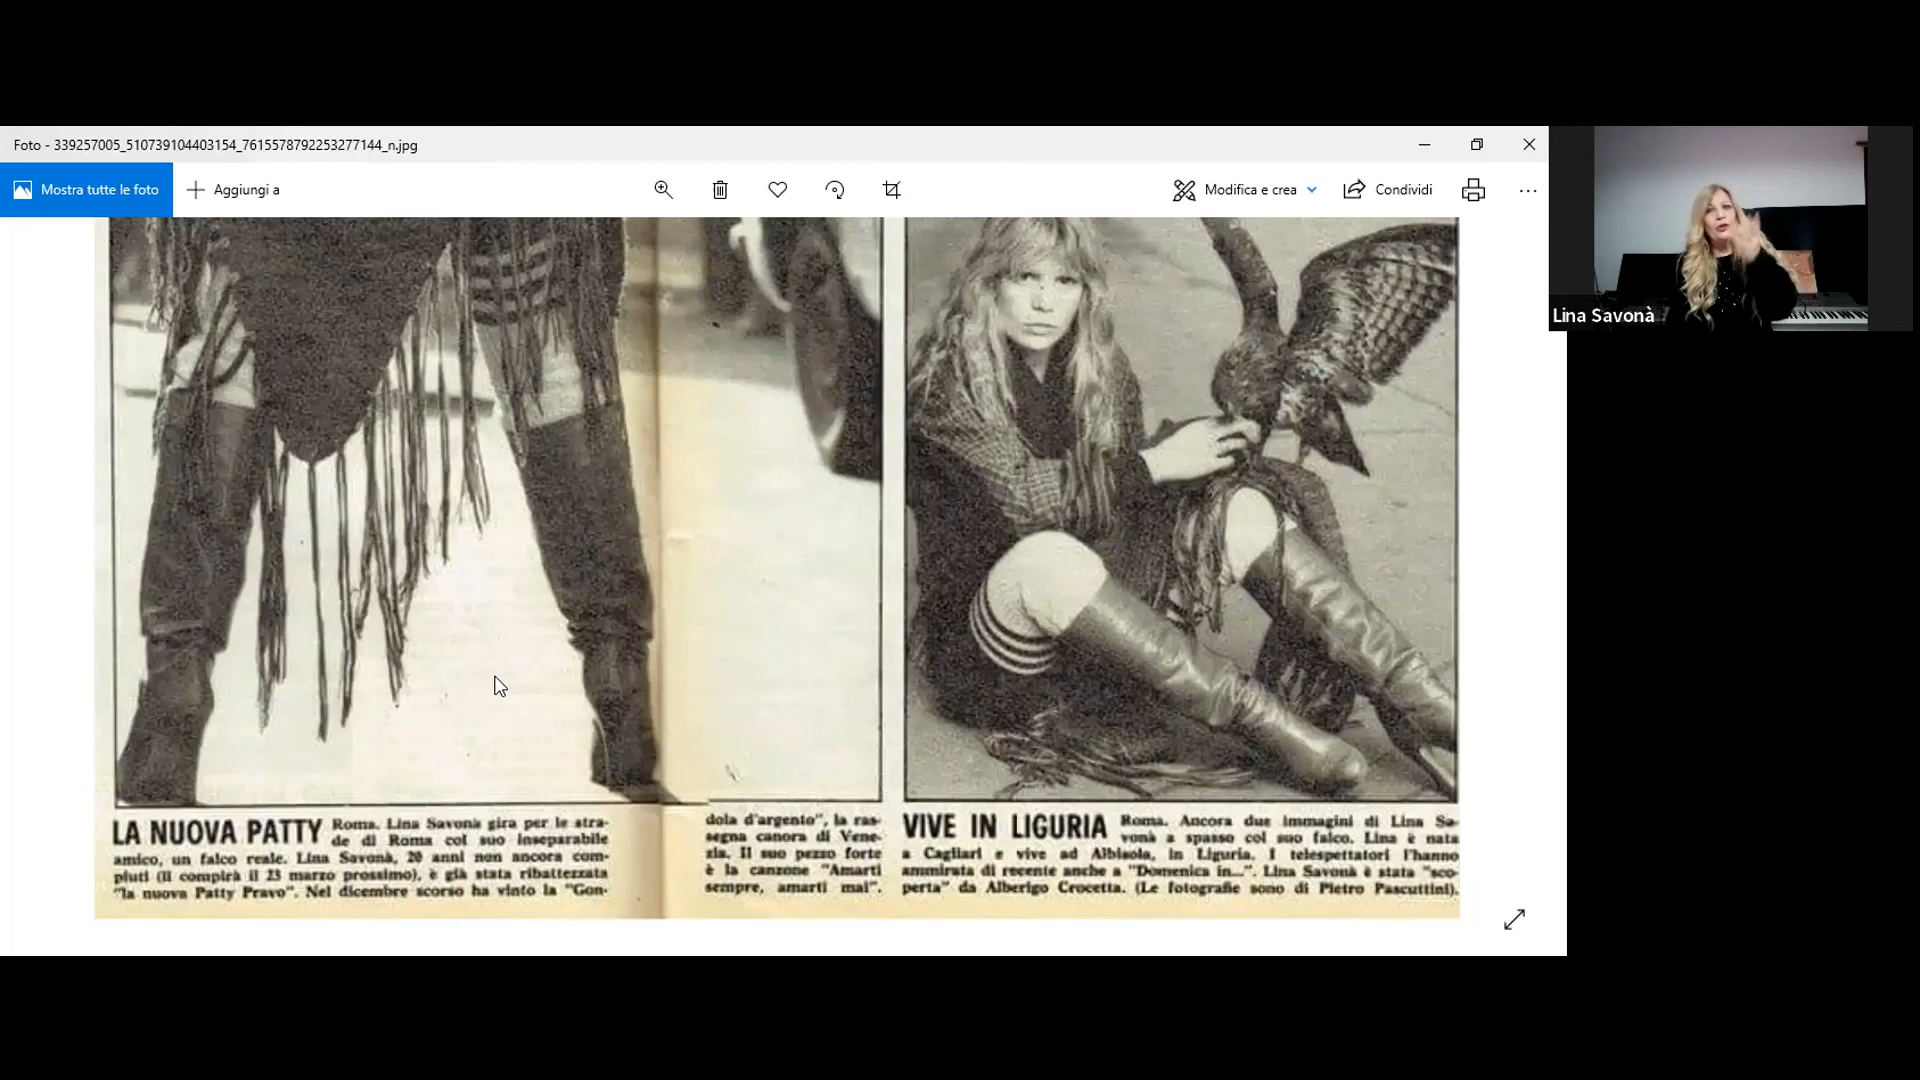 Foto - 339257005_510739104403154_7615578792253277144_n.jpg
Mostra tutte le foto
Aggiungi a
Modifica e crea
Condividi
Lina Savonà
LA NUOVA PATTY Roma. Lina Savonà gira per le stra-
de di Roma col suo inseparabile
amico, un falco reale. Lina Savonà, 20 anni non ancora com-
piuti (li compirà il 23 marzo prossimo), è già stata ribattezzata
"la nuova Patty Pravo". Nel dicembre scorso ha vinto la "Gon-
dola d'argento", la ras-
segna canora di Vene-
zia. Il suo pezzo forte
è la canzone "Amarti
sempre, amarti mai".
VIVE IN LIGURIA Roma. Ancora due immagini di Lina Sa-
vonà a spasso col suo falco. Lina è nata
a Cagliari e vive ad Albisola, in Liguria. I telespettatori l'hanno
ammirata di recente anche a "Domenica in...". Lina Savonà è stata "sco-
perta" da Alberigo Crocetta. (Le fotografie sono di Pietro Pascuttini).